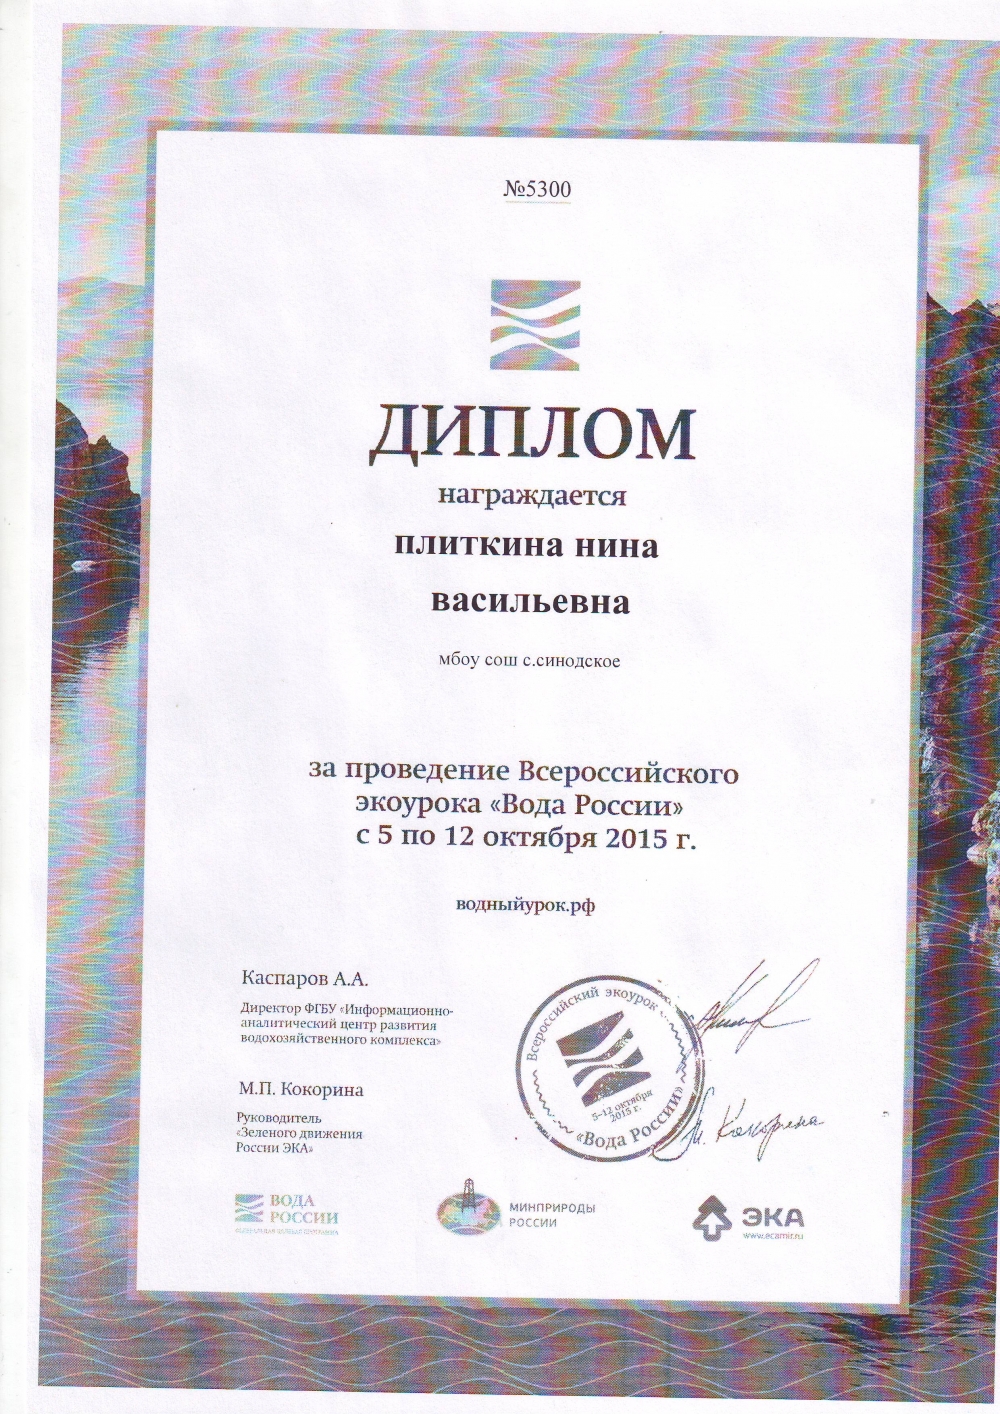 №5300
ДИПЛОМ
награждается
плиткина нина
васильевна
мбоу сош с.синодское
за проведение Всероссийского
экоурока «Вода России»
с 5 по 12 октября 2015 г.
водныйурок.рф
Каспаров А.А.
Директор ФГБУ «Информационно-
аналитический центр развития
водохозяйственного комплекса»
М.П. Кокорина
Руководитель
«Зеленого движения
России ЭКА»
Всероссийский экоурок
5–12 октября
2015 г.
«Вода России»
М. Кокорина
ВОДА
РОССИИ
МИНПРИРОДЫ
РОССИИ
ЭКА
www.ecamir.ru